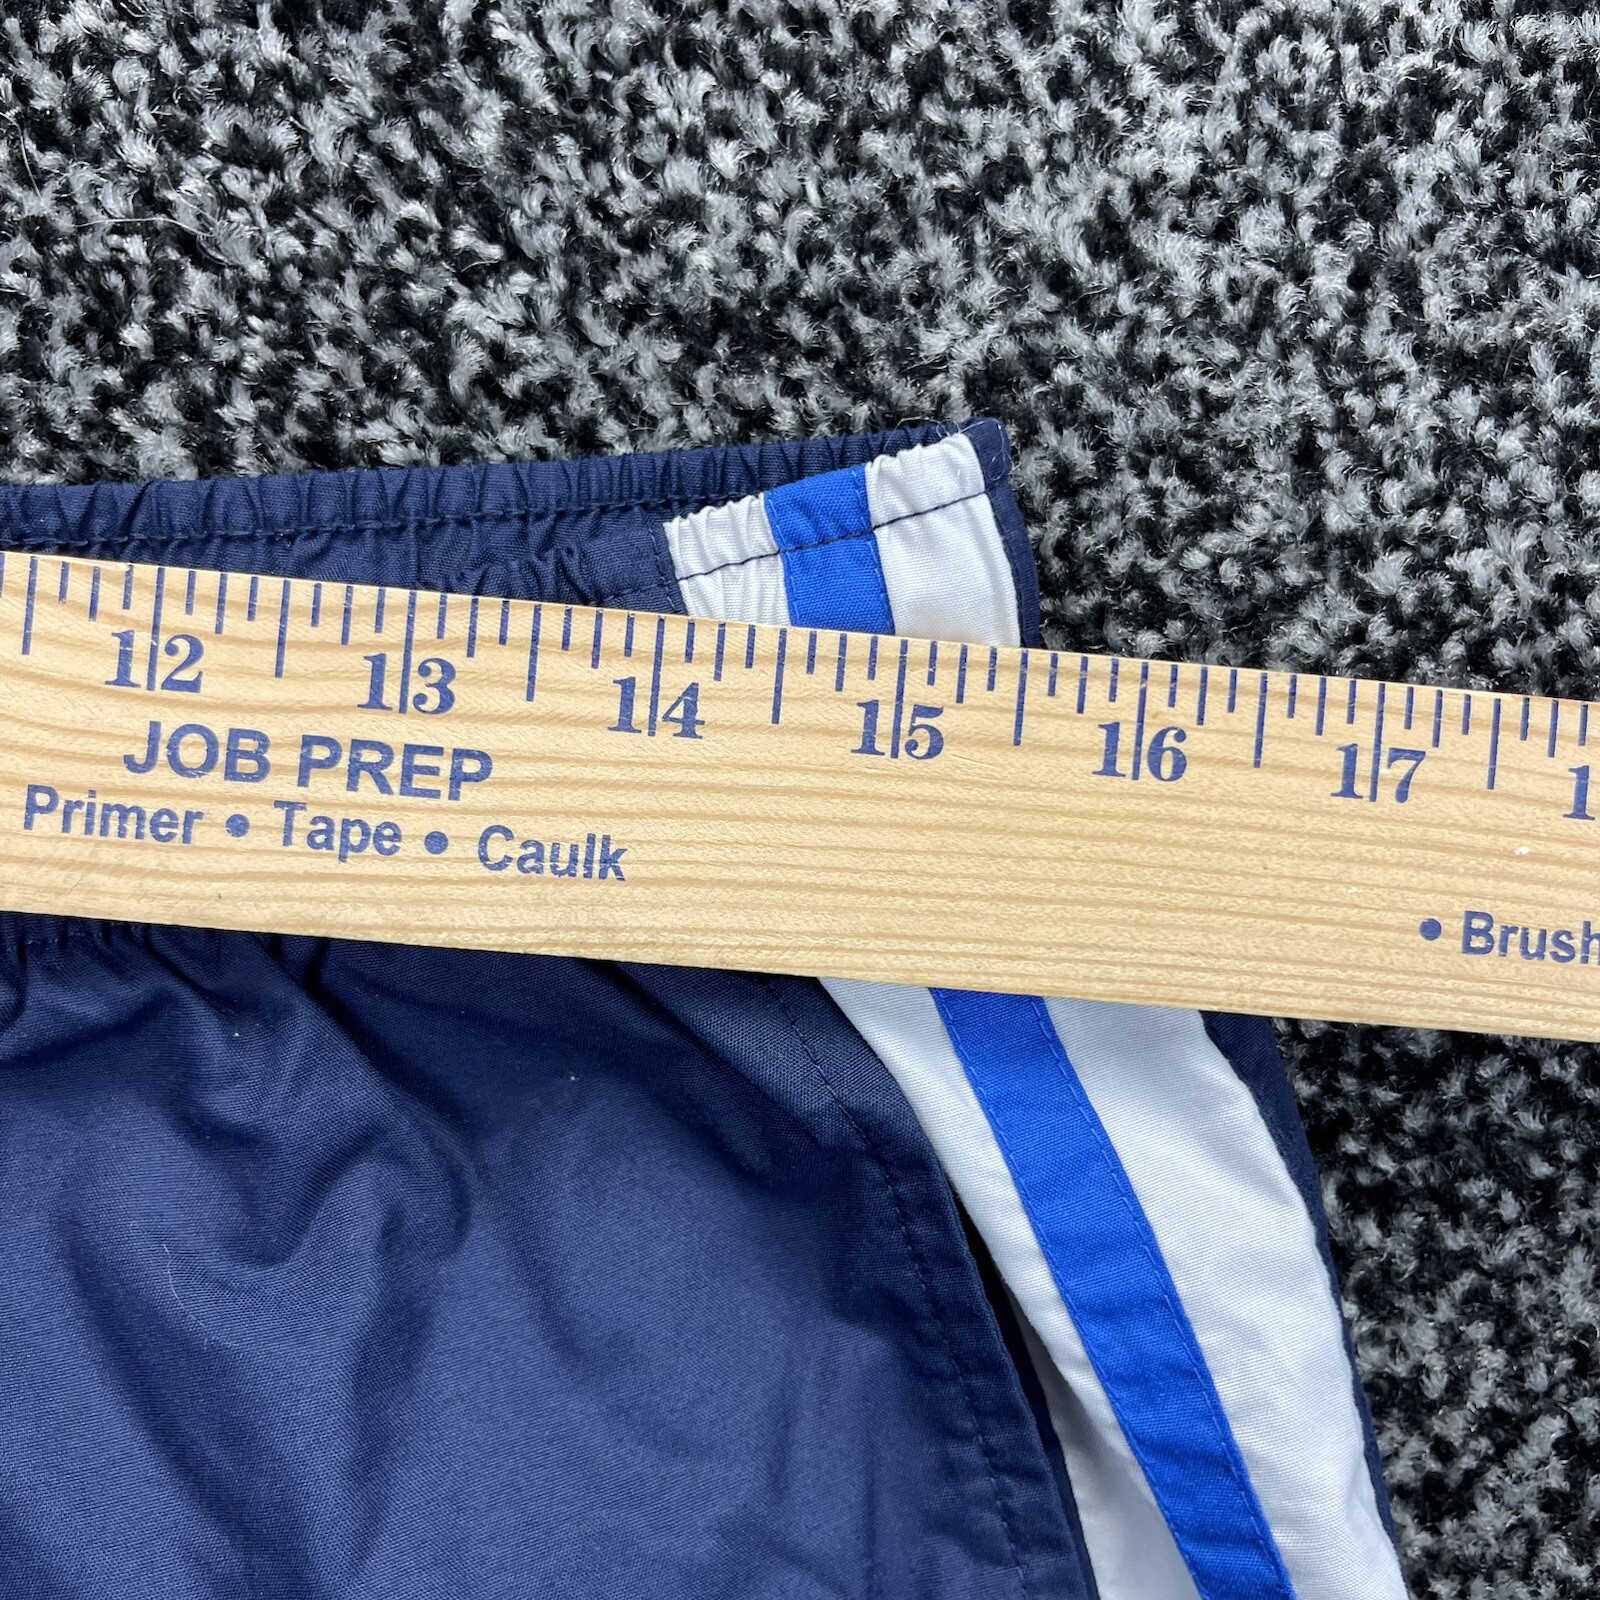 12 13 14 15 16 17
JOB PREP
Primer • Tape • Caulk
• Brush